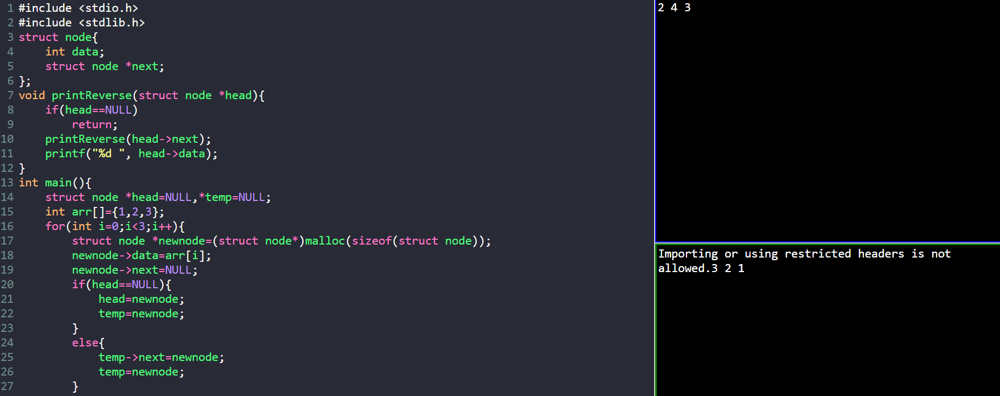 1 #include <stdio.h>
2 #include <stdlib.h>
3 struct node{
4     int data;
5     struct node *next;
6 };
7 void printReverse(struct node *head){
8     if(head==NULL)
9         return;
10     printReverse(head->next);
11     printf("%d ", head->data);
12 }
13 int main(){
14     struct node *head=NULL,*temp=NULL;
15     int arr[]={1,2,3};
16     for(int i=0;i<3;i++){
17         struct node *newnode=(struct node*)malloc(sizeof(struct node));
18         newnode->data=arr[i];
19         newnode->next=NULL;
20         if(head==NULL){
21             head=newnode;
22             temp=newnode;
23         }
24         else{
25             temp->next=newnode;
26             temp=newnode;
27         }
2 4 3
Importing or using restricted headers is not
allowed.3 2 1